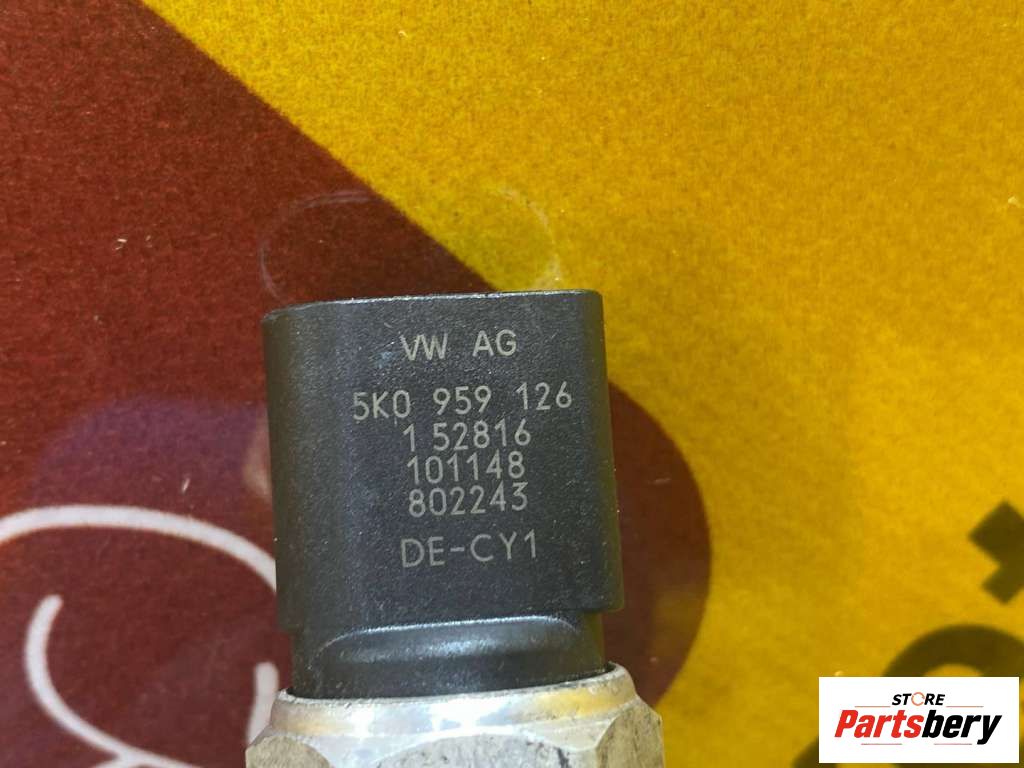 VW AG
5K0 959 126
1 52816
101148
802243
DE-CY1
STORE
Partsbery